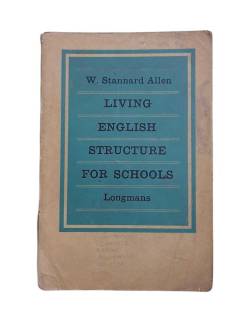 W. Stannard Allen
LIVING
ENGLISH
STRUCTURE
FOR SCHOOLS
Longmans